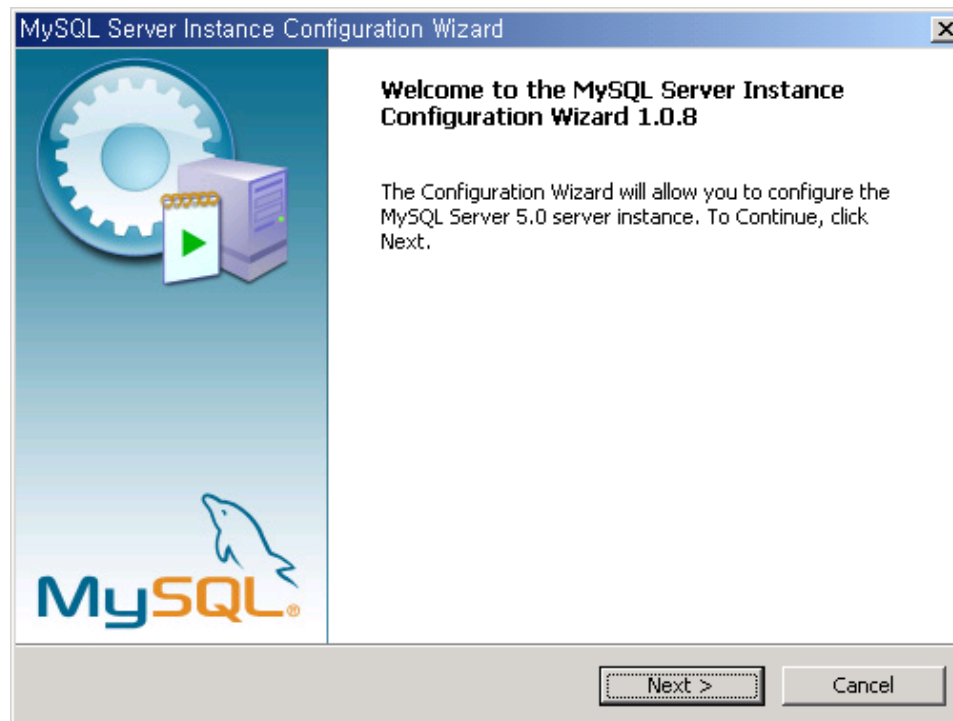 MySQL Server Instance Configuration Wizard
Welcome to the MySQL Server Instance
Configuration Wizard 1.0.8
The Configuration Wizard will allow you to configure the
MySQL Server 5.0 server instance. To Continue, click
Next.
MySQL®
Next >
Cancel